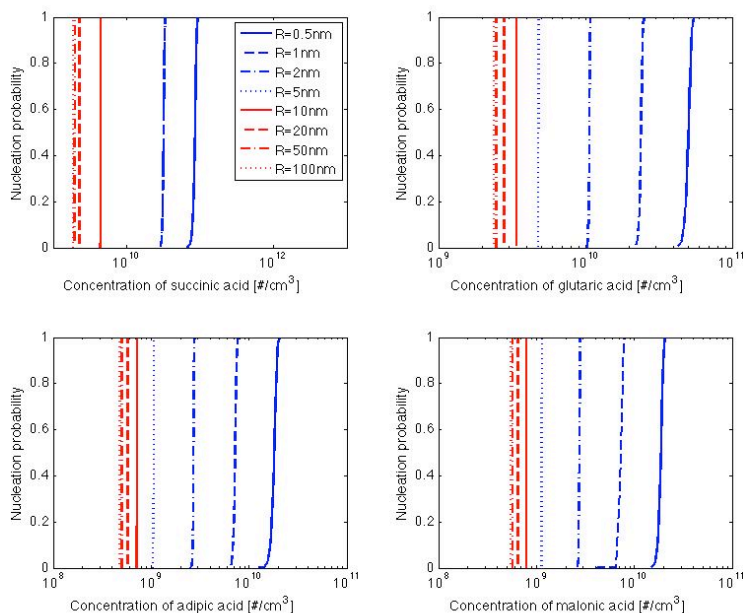 Nucleation probability
1
0.8
0.6
0.4
0.2
0
10^10
10^12
Concentration of succinic acid [#/cm^3]
R=0.5nm
R=1nm
R=2nm
R=5nm
R=10nm
R=20nm
R=50nm
R=100nm
Nucleation probability
1
0.8
0.6
0.4
0.2
0
10^9
10^10
10^11
Concentration of glutaric acid [#/cm^3]
Nucleation probability
1
0.8
0.6
0.4
0.2
0
10^8
10^9
10^10
10^11
Concentration of adipic acid [#/cm^3]
Nucleation probability
1
0.8
0.6
0.4
0.2
0
10^8
10^9
10^10
10^11
Concentration of malonic acid [#/cm^3]